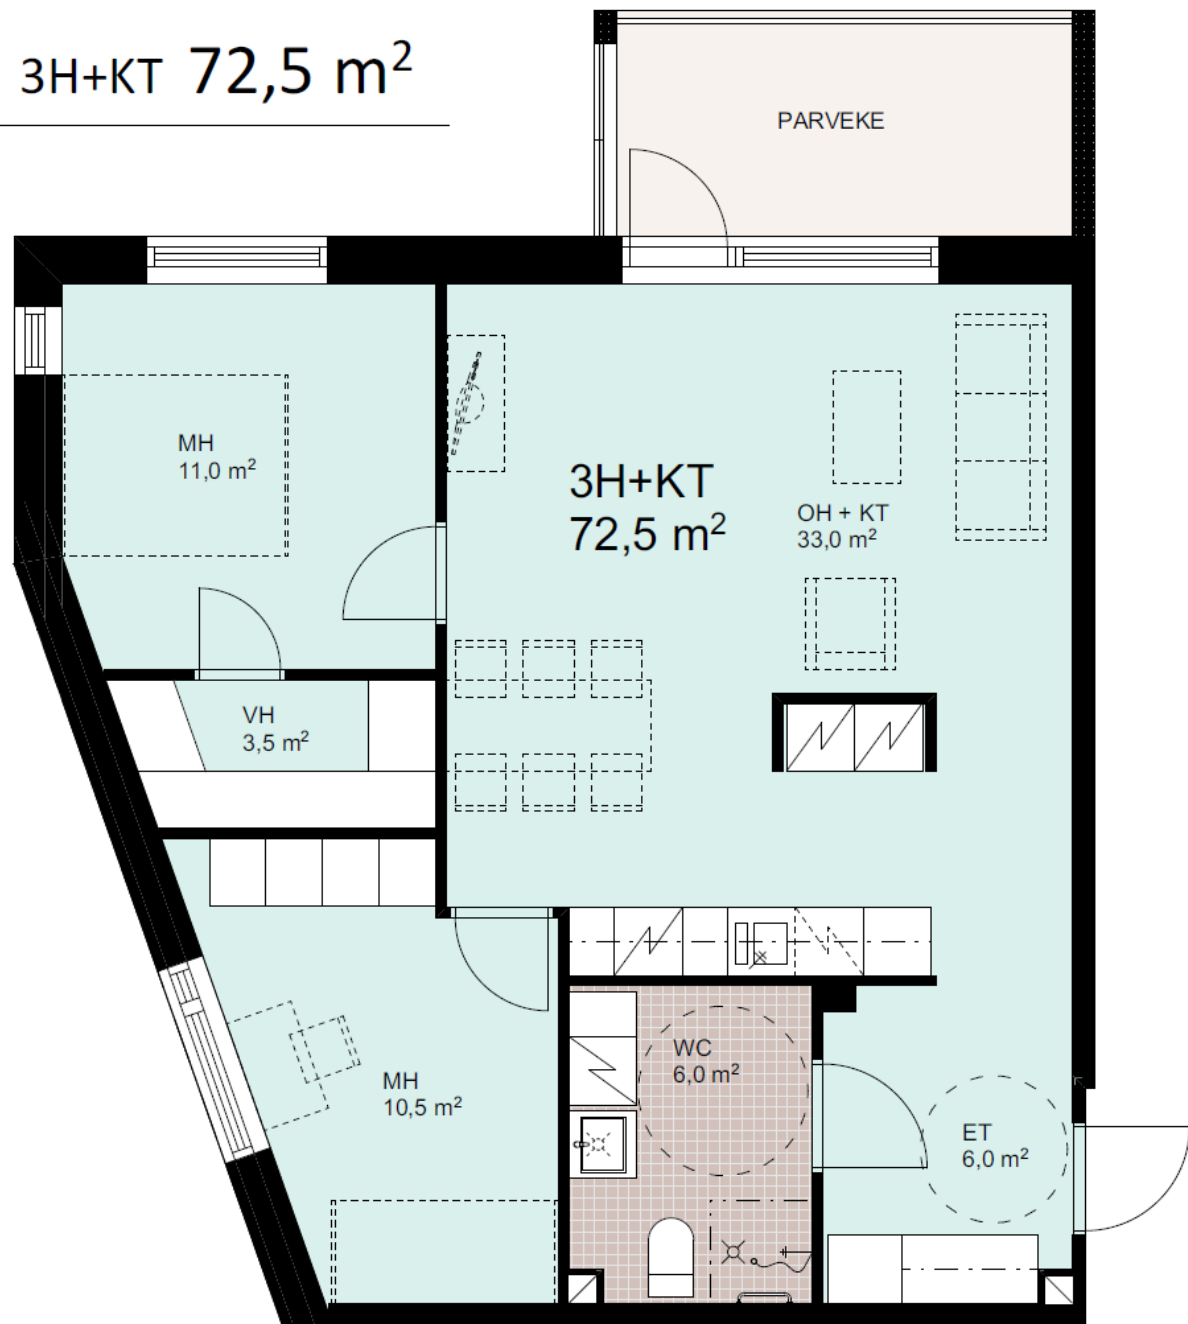 3H+KT 72,5 m²
PARVEKE
MH
11,0 m²
3H+KT
72,5 m²
OH + KT
33,0 m²
VH
3,5 m²
WC
6,0 m²
MH
10,5 m²
ET
6,0 m²